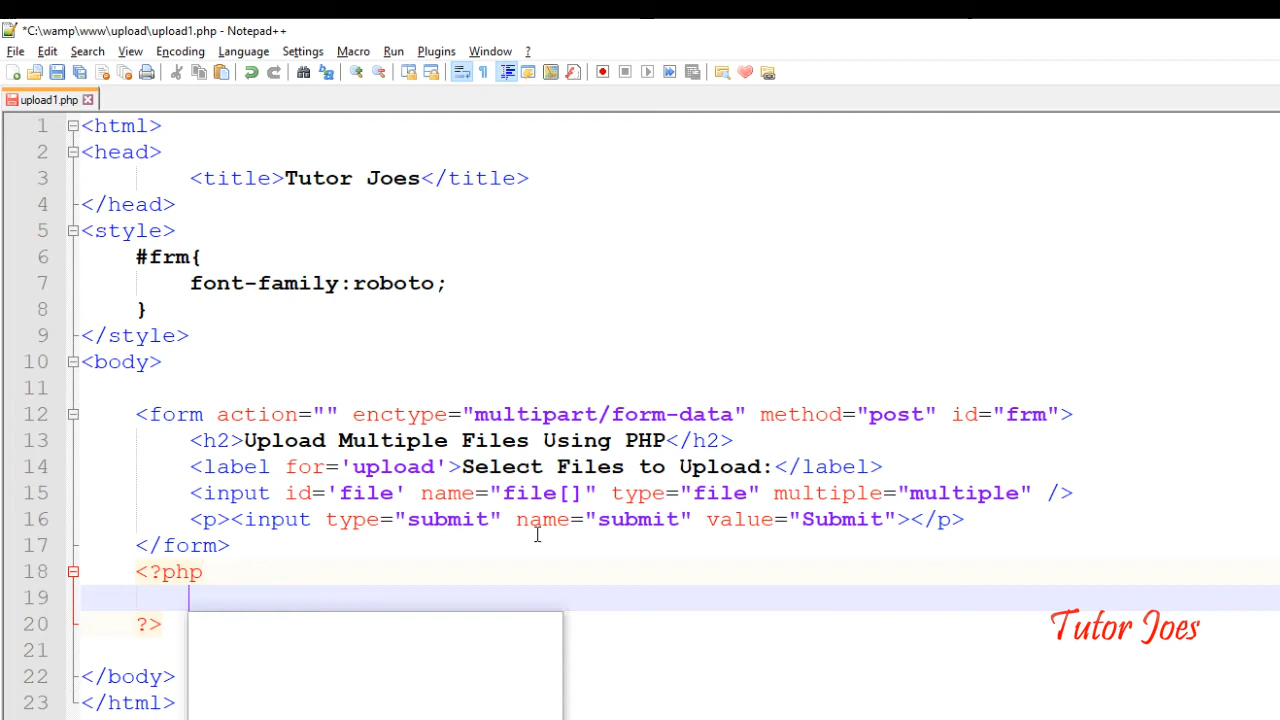 *C:\wamp\www\upload\upload1.php - Notepad++
File Edit Search View Encoding Language Settings Macro Run Plugins Window ?
upload1.php
1 <html>
2 <head>
3 <title>Tutor Joes</title>
4 </head>
5 <style>
6 #frm{
7 font-family:roboto;
8 }
9 </style>
10 <body>
11
12 <form action="" enctype="multipart/form-data" method="post" id="frm">
13 <h2>Upload Multiple Files Using PHP</h2>
14 <label for='upload'>Select Files to Upload:</label>
15 <input id='file' name="file[]" type="file" multiple="multiple" />
16 <p><input type="submit" name="submit" value="Submit"></p>
17 </form>
18 <?php
19
20 ?>
21
22 </body>
23 </html>
Tutor Joes